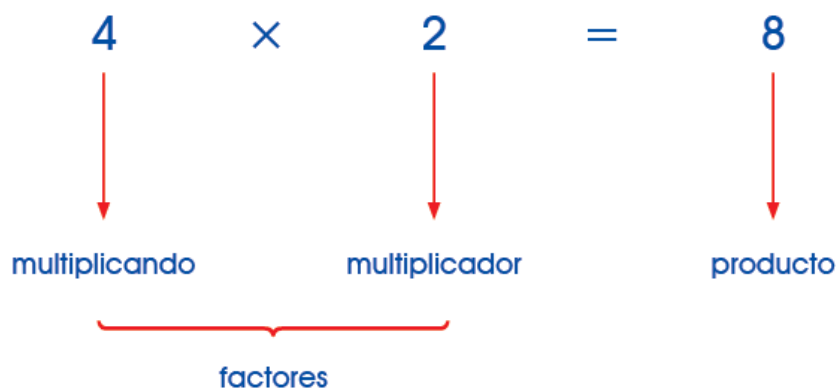 4 × 2 = 8
multiplicando multiplicador producto
factores